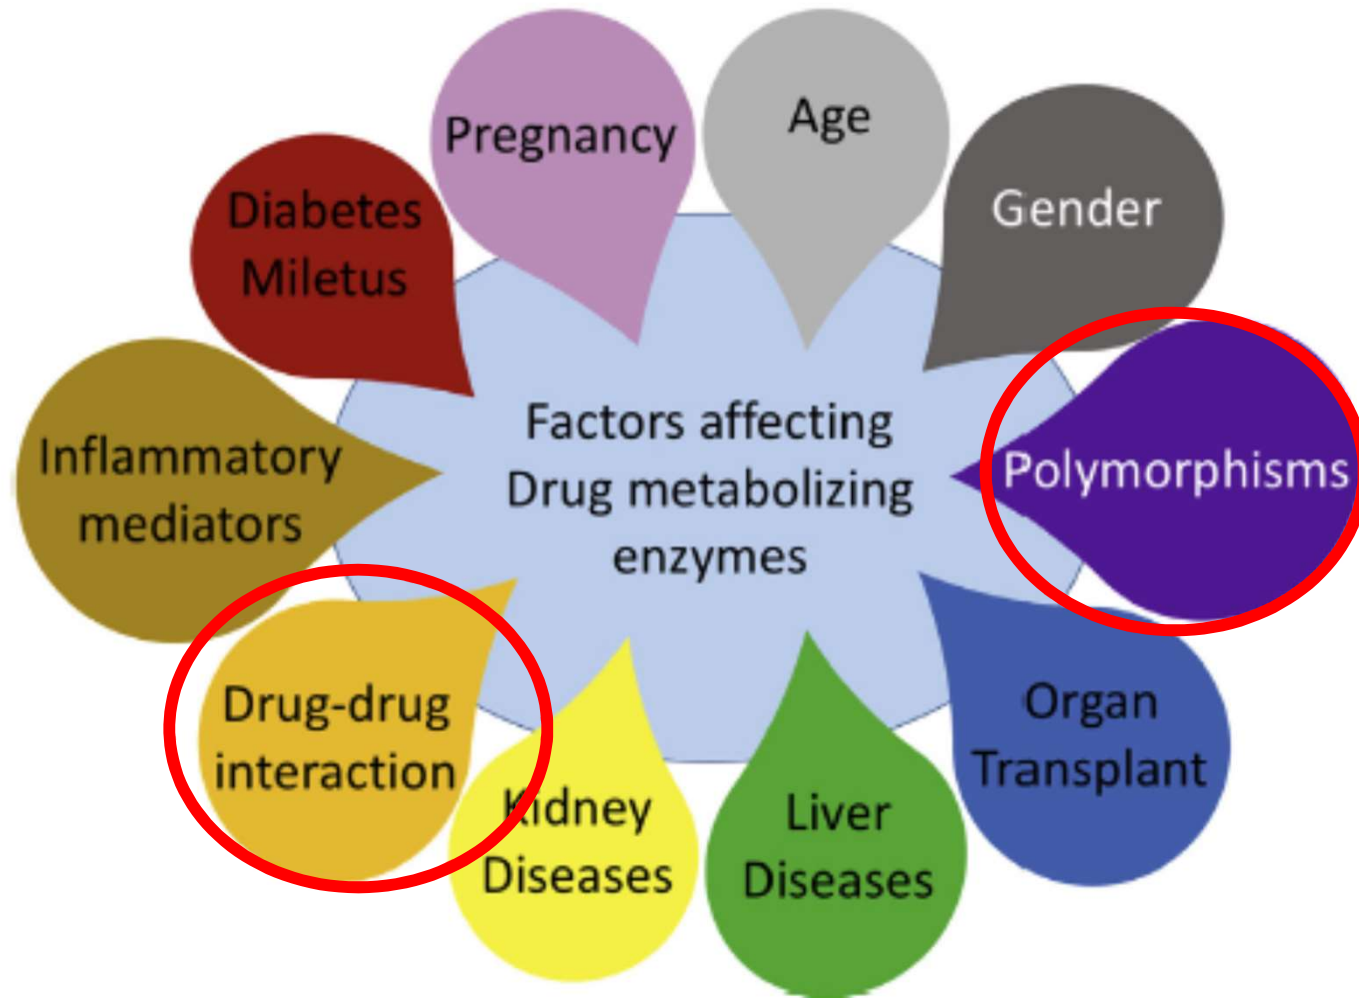 Pregnancy
Age
Gender
Diabetes
Miletus
Factors affecting
Drug metabolizing
enzymes
Inflammatory
mediators
Polymorphisms
Drug-drug
interaction
Kidney
Diseases
Liver
Diseases
Organ
Transplant